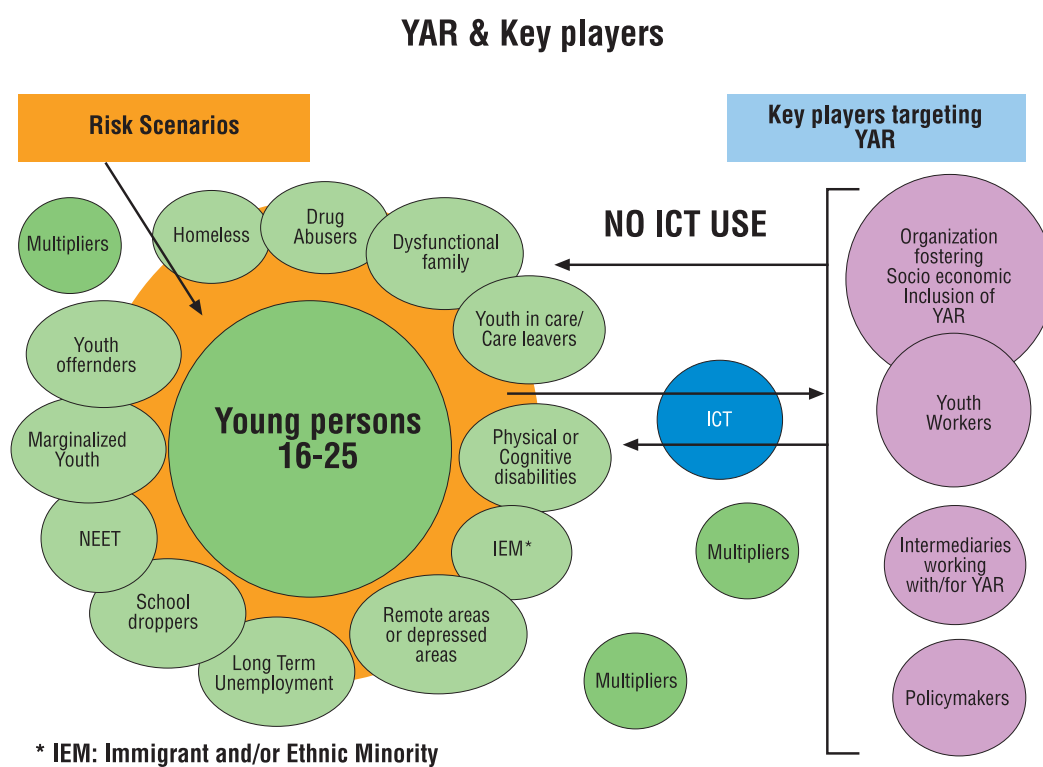 YAR & Key players
Risk Scenarios
Key players targeting
YAR
Multipliers
Homeless
Drug
Abusers
Dysfunctional
family
Youth in care/
Care leavers
NO ICT USE
Organization
fostering
Socio economic
Inclusion of
YAR
Youth
offernders
Young persons
16-25
ICT
Youth
Workers
Marginalized
Youth
Physical or
Cognitive
disabilities
NEET
IEM*
Multipliers
Intermediaries
working
with/for YAR
School
droppers
Remote areas
or depressed
areas
Long Term
Unemployment
Multipliers
Policymakers
* IEM: Immigrant and/or Ethnic Minority